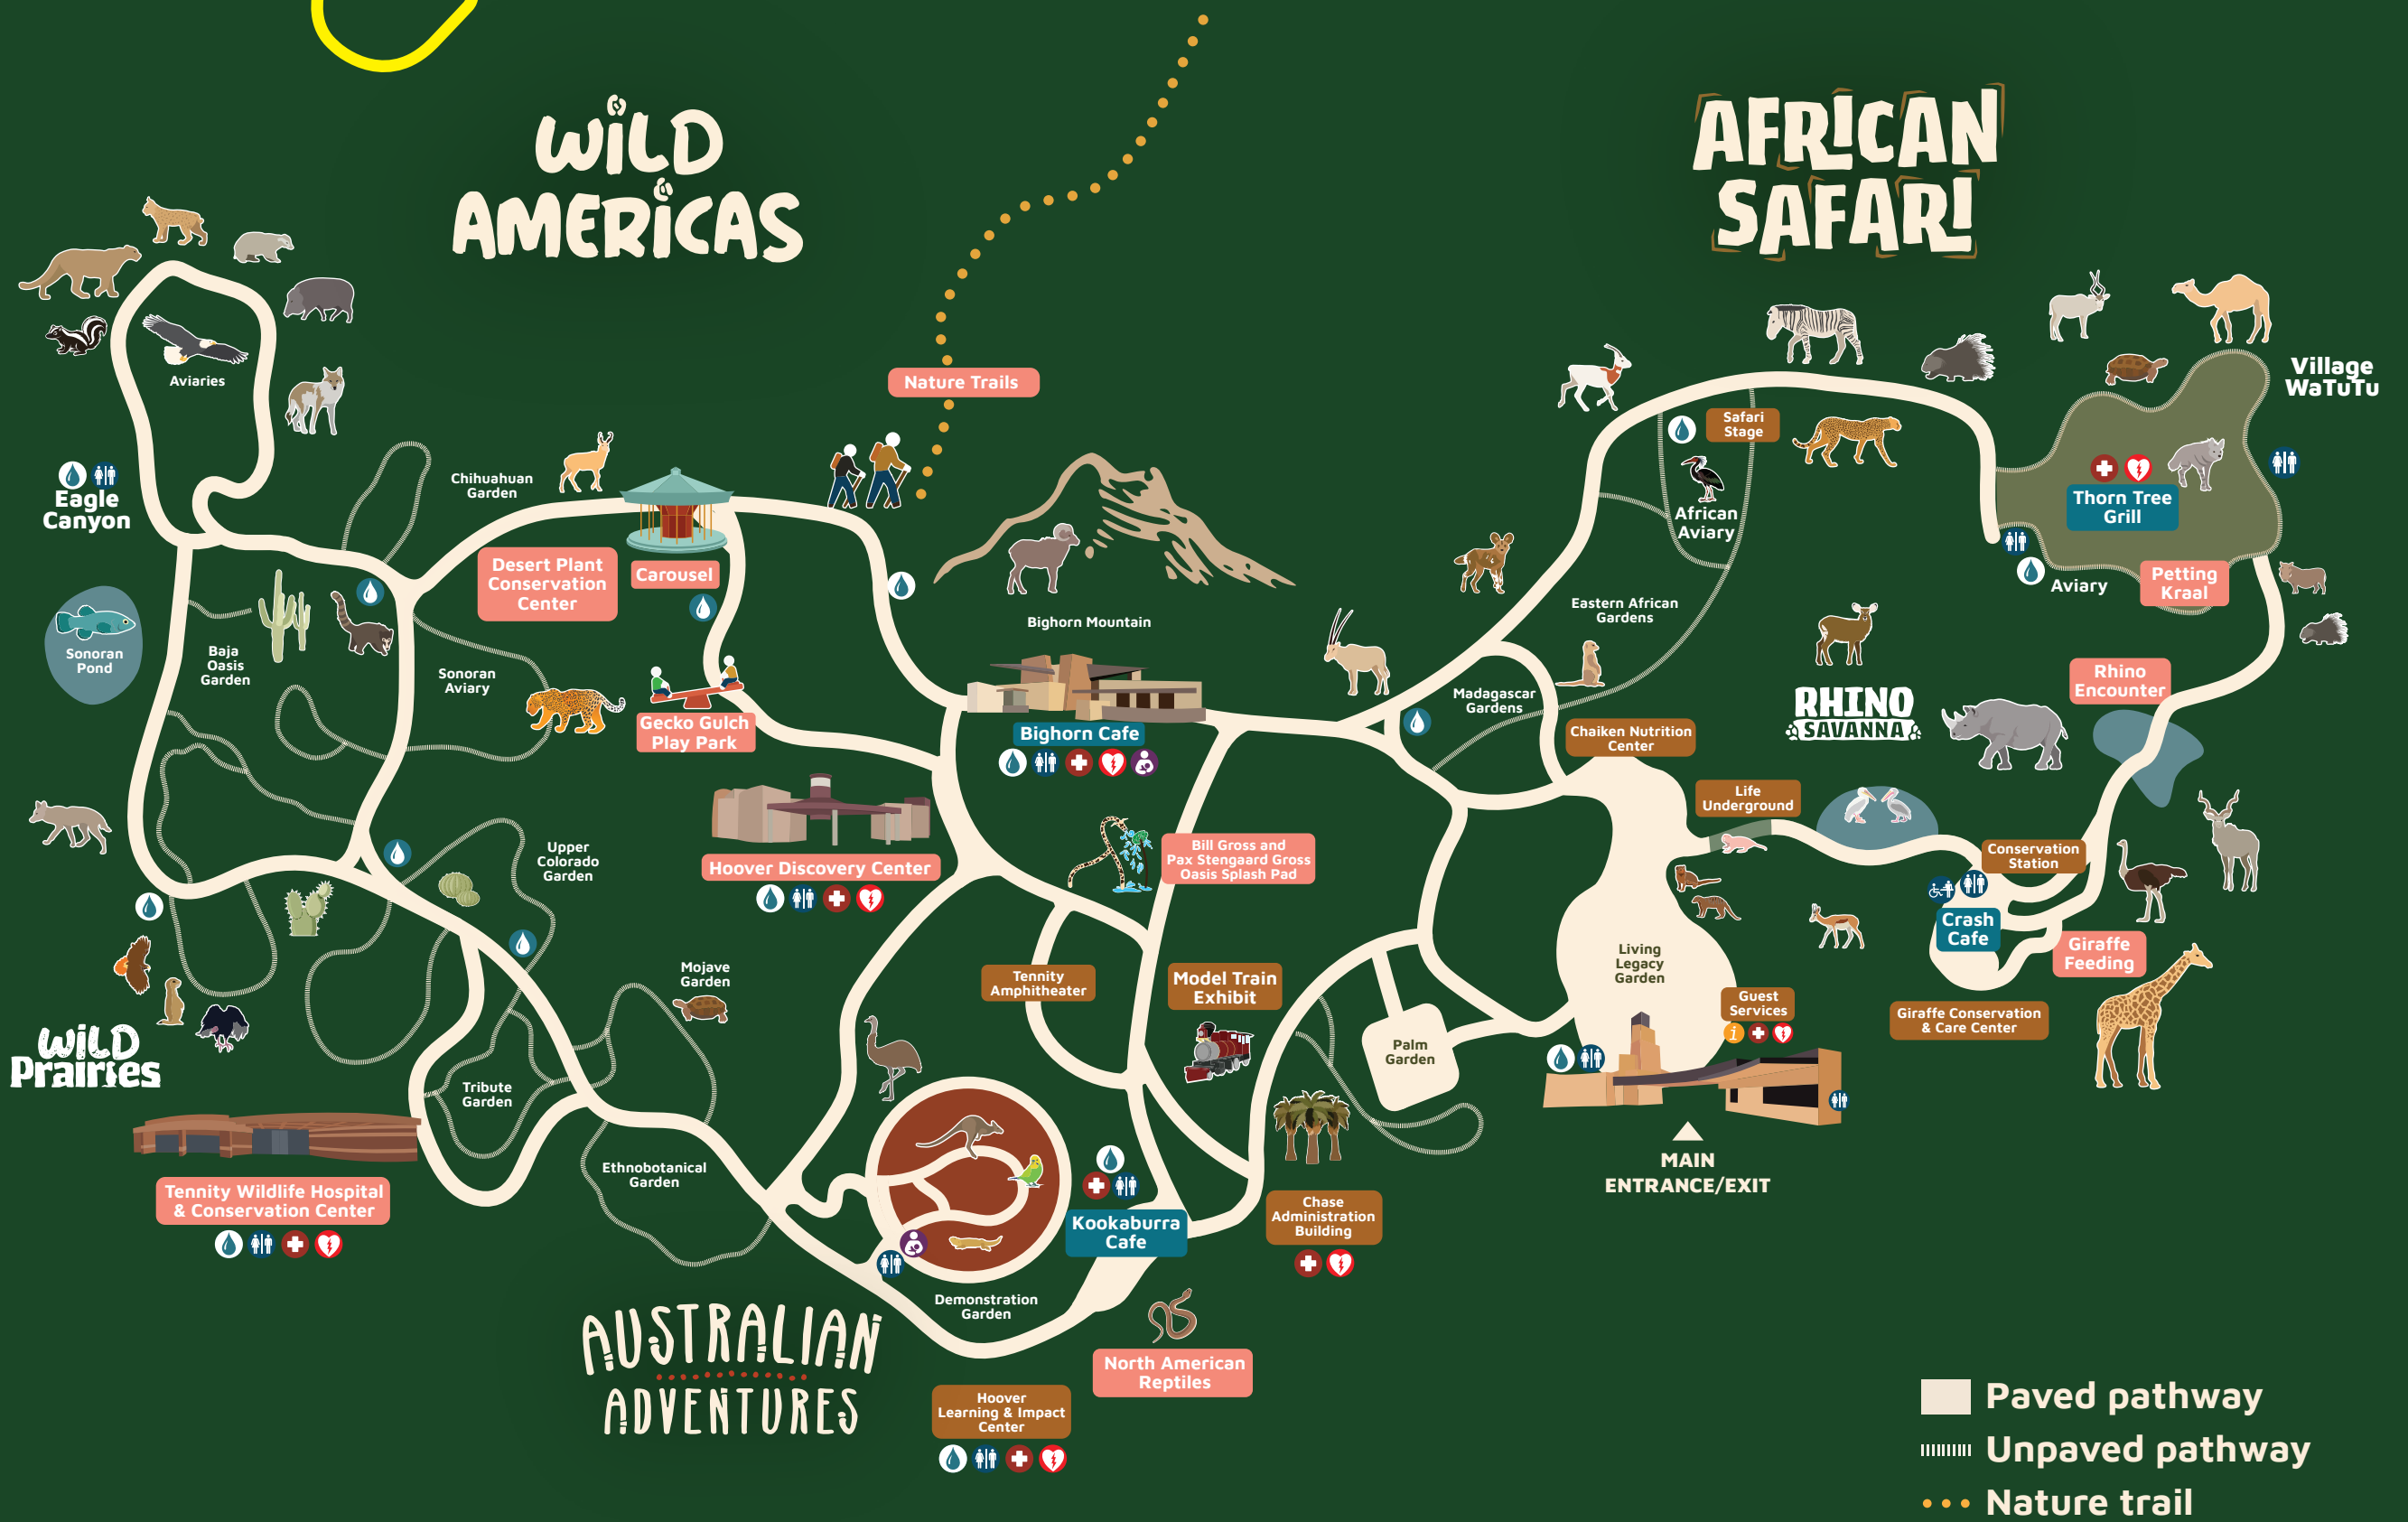 WILD
AMERICAS
AFRICAN
SAFARI
Aviaries
Eagle
Canyon
Nature Trails
Village
WaTuTu
Safari
Stage
African
Aviary
Thorn Tree
Grill
Chihuahuan
Garden
Desert Plant
Conservation
Center
Carousel
Aviary
Petting
Kraal
Eastern African
Gardens
Bighorn Mountain
Sonoran
Pond
Baja
Oasis
Garden
Sonoran
Aviary
Gecko Gulch
Play Park
Bighorn Cafe
Madagascar
Gardens
Chaiken Nutrition
Center
RHINO
SAVANNA
Rhino
Encounter
Life
Underground
Hoover Discovery Center
Bill Gross and
Pax Stengaard Gross
Oasis Splash Pad
Upper
Colorado
Garden
Conservation
Station
Crash
Cafe
Giraffe
Feeding
Living
Legacy
Garden
Mojave
Garden
Tennity
Amphitheater
Model Train
Exhibit
Guest
Services
i
Giraffe Conservation
& Care Center
WILD
Prairies
Palm
Garden
Tribute
Garden
Ethnobotanical
Garden
MAIN
ENTRANCE/EXIT
Tennity Wildlife Hospital
& Conservation Center
Kookaburra
Cafe
Chase
Administration
Building
Demonstration
Garden
AUSTRALIAN
ADVENTURES
North American
Reptiles
Hoover
Learning & Impact
Center
Paved pathway
Unpaved pathway
Nature trail